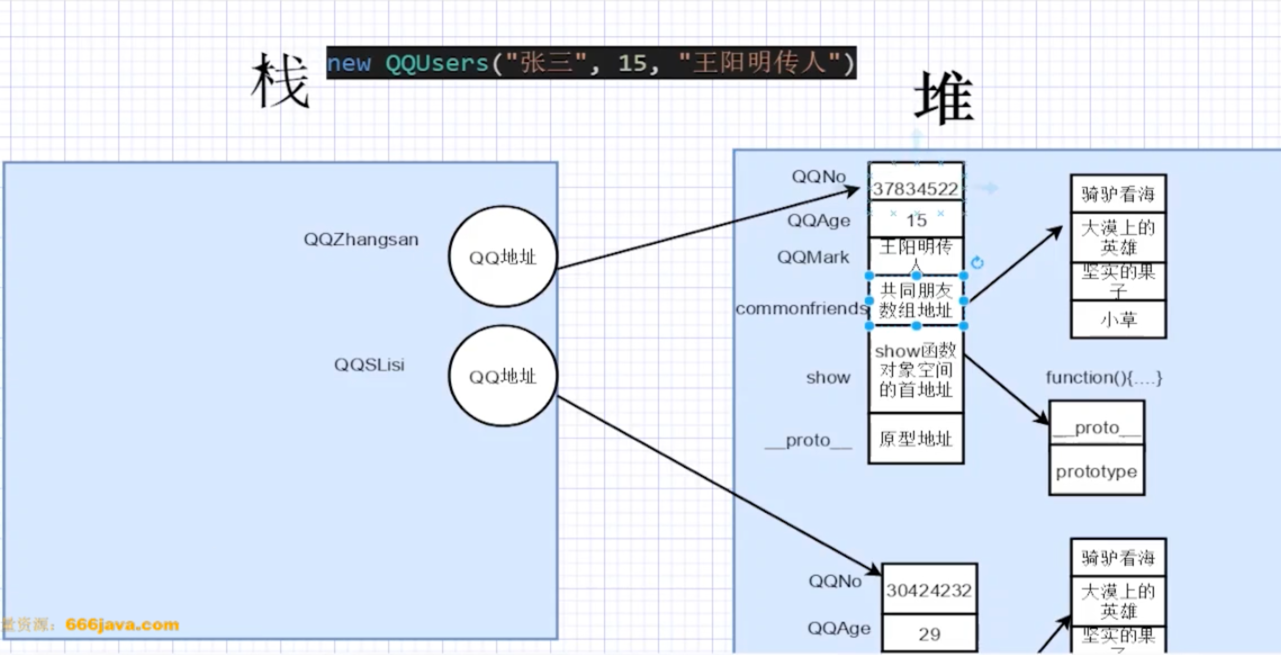 栈
new QQUsers("张三", 15, "王阳明传人")
堆
QQZhangsan
QQ地址
QQSLisi
QQ地址
QQNo
37834522
QQAge
15
QQMark
王阳明传
人
commonfriends
共同朋友
数组地址
show
show函数
对象空间
的首地址
__proto__
原型地址
骑驴看海
大漠上的
英雄
坚实的果
子
小草
function(){....}
__proto__
prototype
QQNo
30424232
QQAge
29
骑驴看海
大漠上的
英雄
坚实的果
资源：666java.com